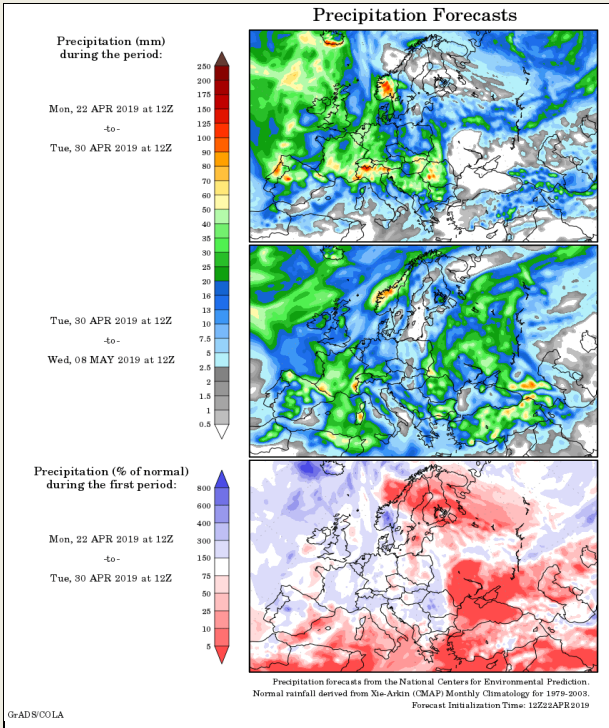 Precipitation Forecasts
Precipitation (mm)
during the period:
Mon, 22 APR 2019 at 12Z
-to-
Tue, 30 APR 2019 at 12Z
250
200
175
150
125
100
90
80
70
60
50
40
35
30
25
20
16
13
10
7.5
5
2.5
2
1.5
1
0.5
Tue, 30 APR 2019 at 12Z
-to-
Wed, 08 MAY 2019 at 12Z
Precipitation (% of normal)
during the first period:
Mon, 22 APR 2019 at 12Z
-to-
Tue, 30 APR 2019 at 12Z
800
600
400
300
150
75
50
25
10
5
Precipitation forecasts from the National Centers for Environmental Prediction.
Normal rainfall derived from Xie-Arkin (CMAP) Monthly Climatology for 1979-2003.
Forecast Initialization Time: 12Z22APR2019
GrADS/COLA